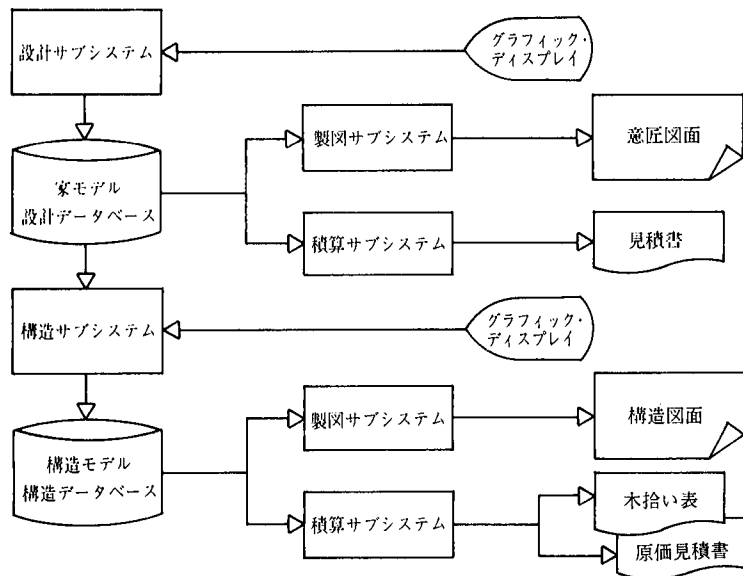 設計サブシステム
グラフィック・
ディスプレイ
家モデル
設計データベース
製図サブシステム
意匠図面
積算サブシステム
見積書
構造サブシステム
グラフィック・
ディスプレイ
構造モデル
構造データベース
製図サブシステム
構造図面
積算サブシステム
木拾い表
原価見積書